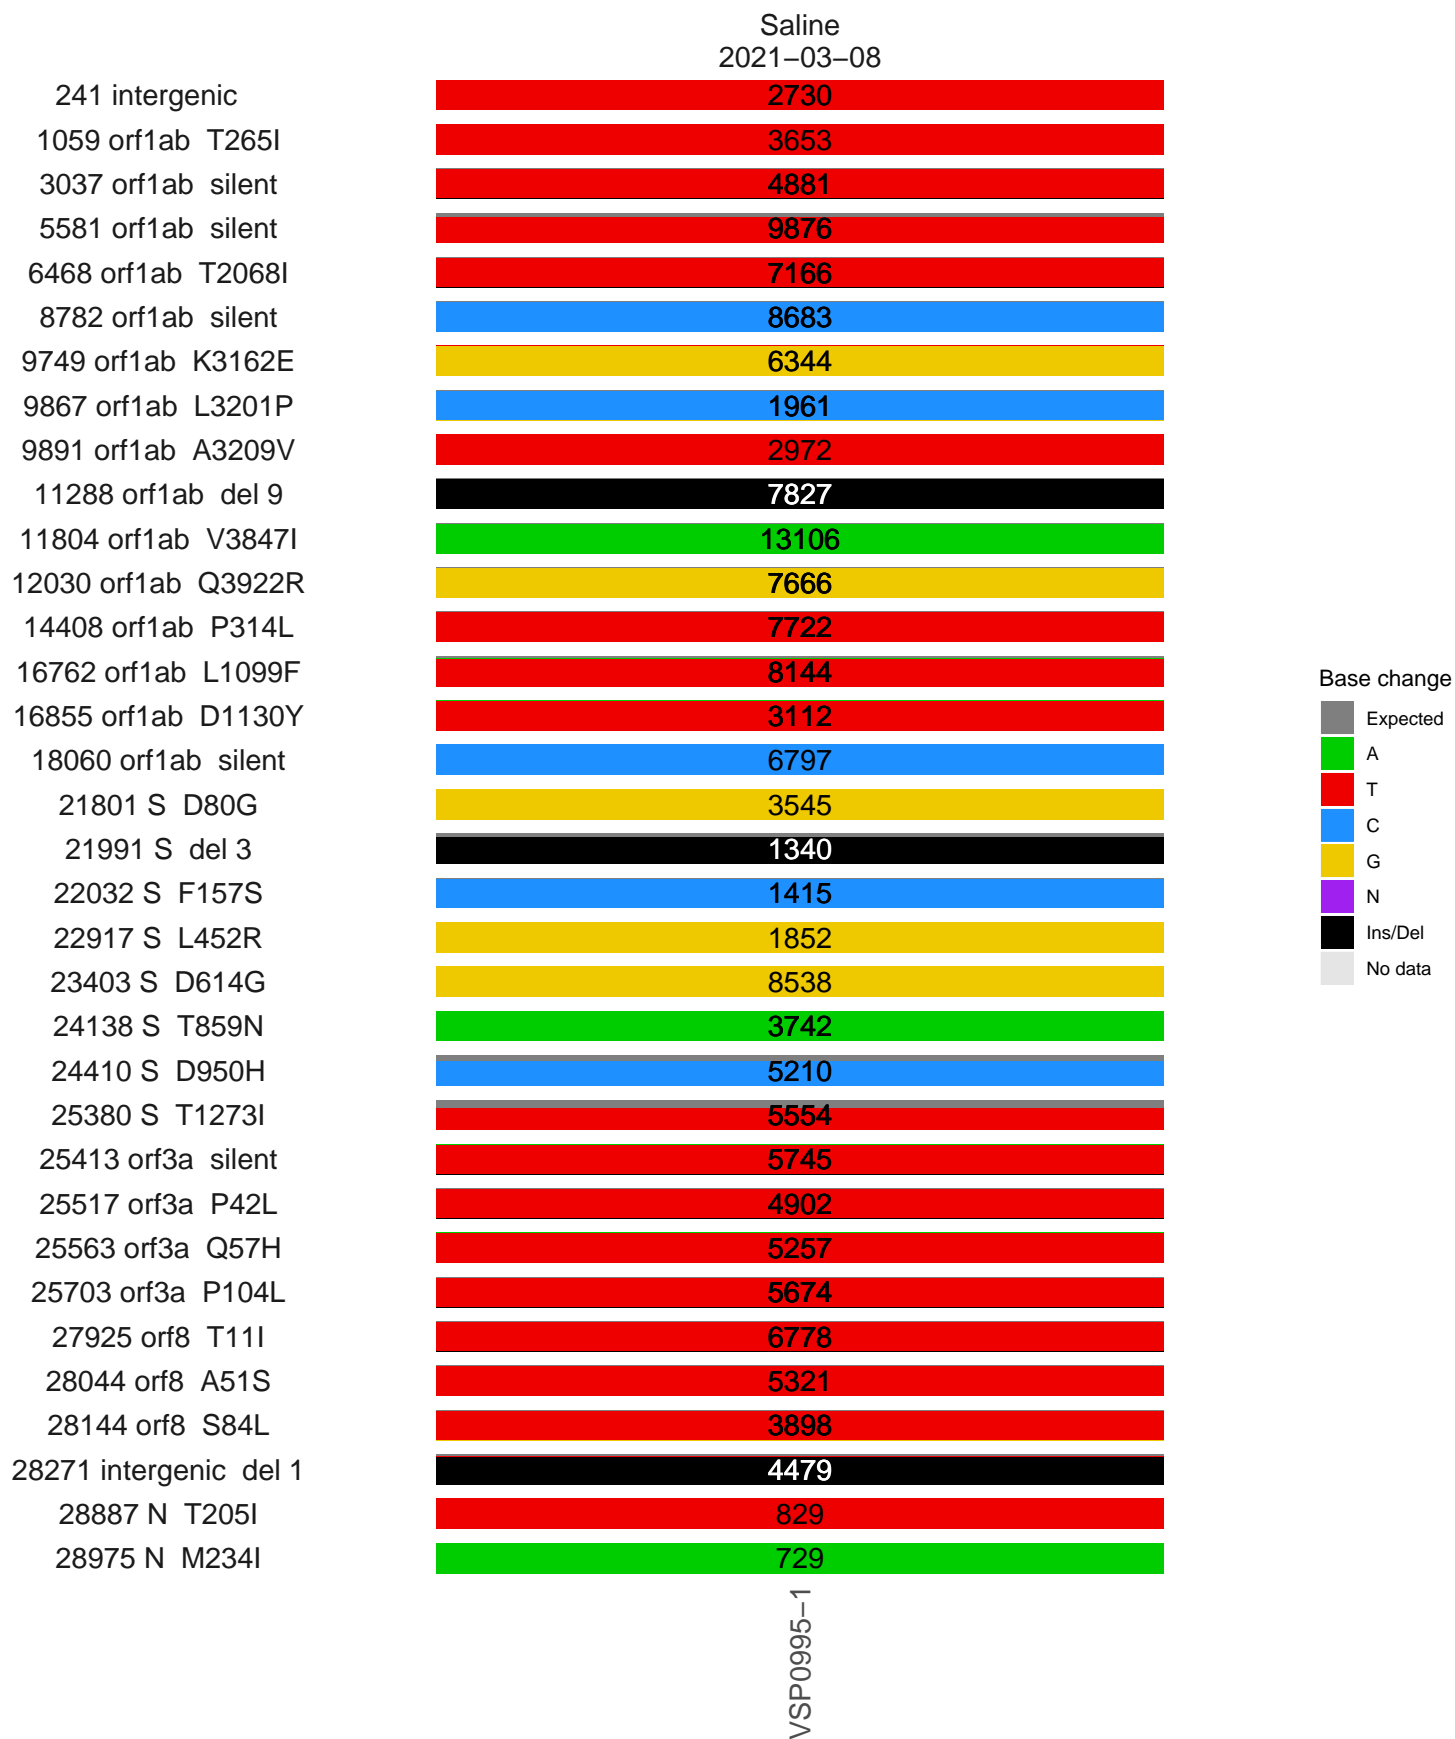 Saline
2021−03−08
241 intergenic 2730
1059 orf1ab T265I 3653
3037 orf1ab silent 4881
5581 orf1ab silent 9876
6468 orf1ab T2068I 7166
8782 orf1ab silent 8683
9749 orf1ab K3162E 6344
9867 orf1ab L3201P 1961
9891 orf1ab A3209V 2972
11288 orf1ab del 9 7827
11804 orf1ab V3847I 13106
12030 orf1ab Q3922R 7666
14408 orf1ab P314L 7722
16762 orf1ab L1099F 8144
16855 orf1ab D1130Y 3112
18060 orf1ab silent 6797
21801 S D80G 3545
21991 S del 3 1340
22032 S F157S 1415
22917 S L452R 1852
23403 S D614G 8538
24138 S T859N 3742
24410 S D950H 5210
25380 S T1273I 5554
25413 orf3a silent 5745
25517 orf3a P42L 4902
25563 orf3a Q57H 5257
25703 orf3a P104L 5674
27925 orf8 T11I 6778
28044 orf8 A51S 5321
28144 orf8 S84L 3898
28271 intergenic del 1 4479
28887 N T205I 829
28975 N M234I 729
VSP0995−1
Base change
Expected
A
T
C
G
N
Ins/Del
No data